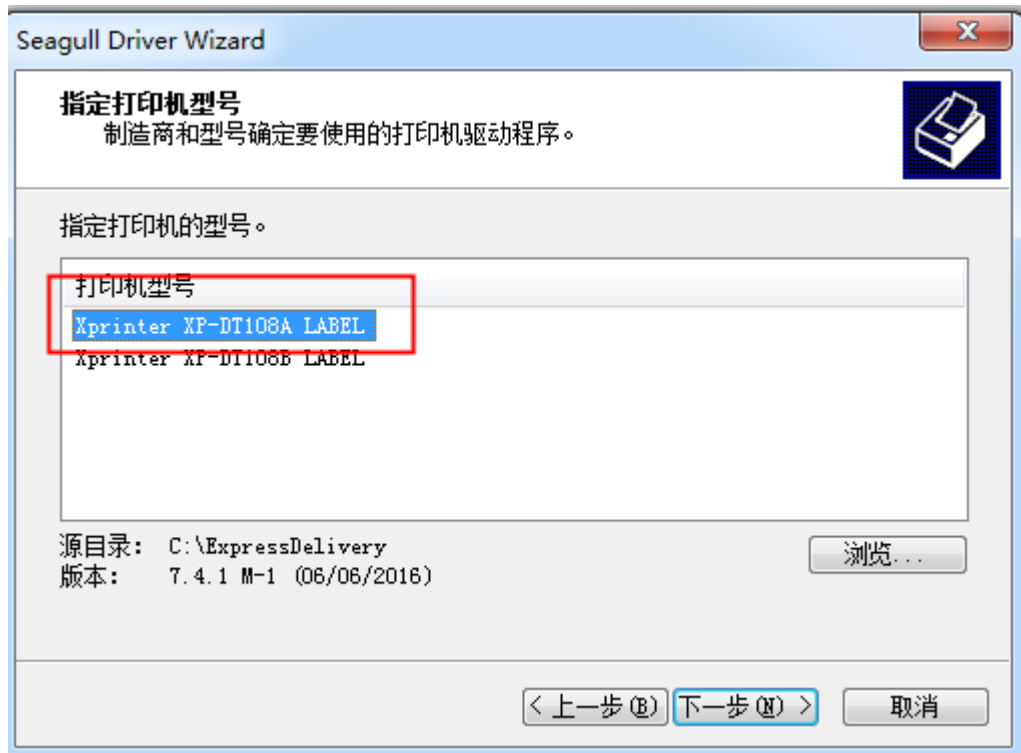 Seagull Driver Wizard
指定打印机型号
制造商和型号确定要使用的打印机驱动程序。
指定打印机的型号。
打印机型号
Xprinter XP-DT108A LABEL
Xprinter XP-DT108B LABEL
源目录: C:\ExpressDelivery
浏览...
版本: 7.4.1 M-1 (06/06/2016)
< 上一步(B) 下一步(N) > 取消